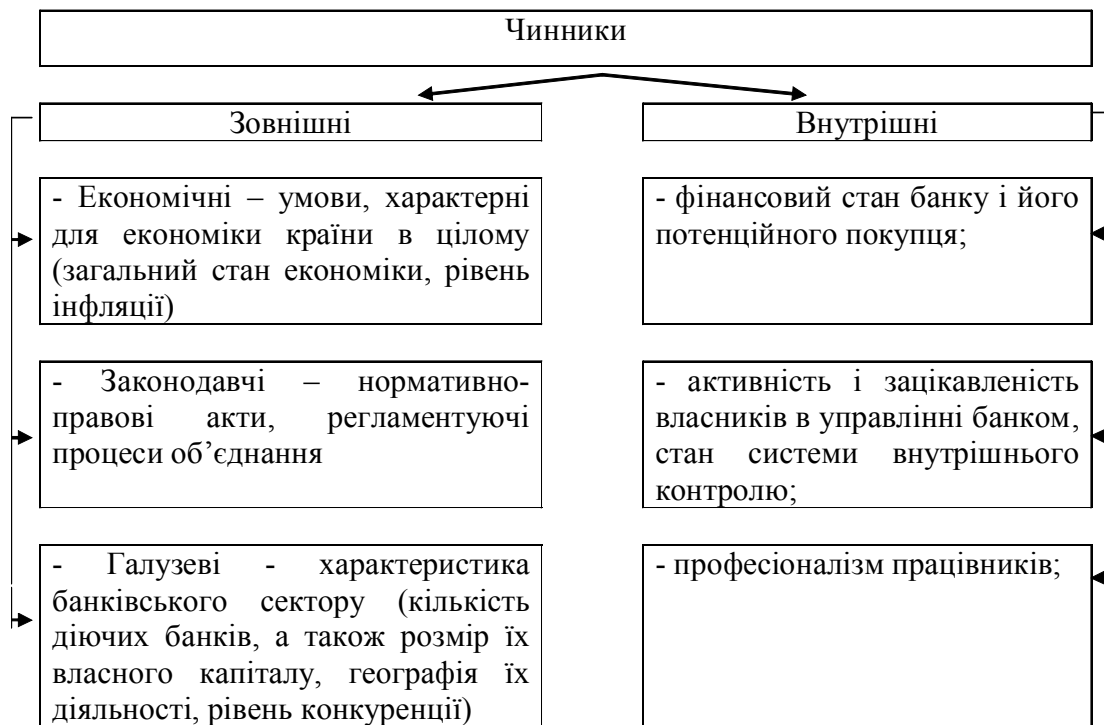 Чинники
Зовнішні
Внутрішні
- Економічні – умови, характерні
для економіки країни в цілому
(загальний стан економіки, рівень
інфляції)
- фінансовий стан банку і його
потенційного покупця;
- Законодавчі – нормативно-
правові акти, регламентуючі
процеси об’єднання
- активність і зацікавленість
власників в управлінні банком,
стан системи внутрішнього
контролю;
- Галузеві - характеристика
банківського сектору (кількість
діючих банків, а також розмір їх
власного капіталу, географія їх
діяльності, рівень конкуренції)
- професіоналізм працівників;